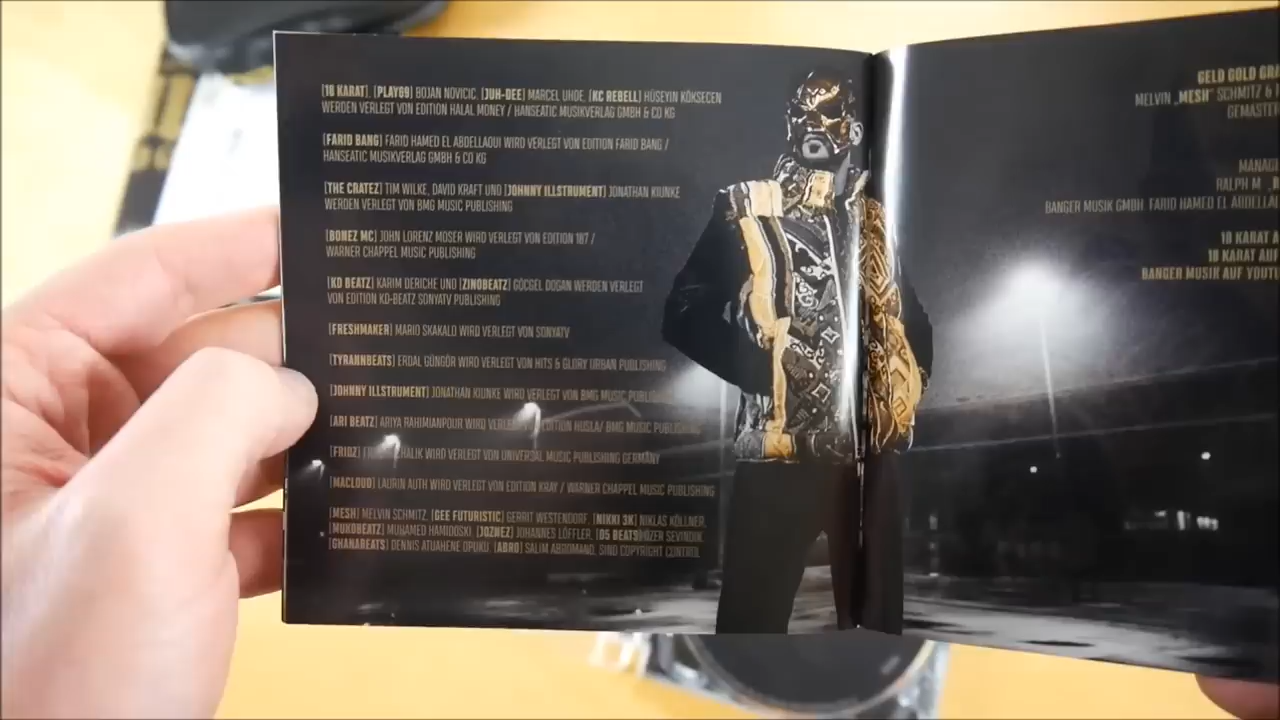 [18 KARAT], [PLAY69] BOJAN NOVICIC, [JUH-DEE] MARCEL UHDE, [KC REBELL] HÜSEYIN KÖKSECEN
WERDEN VERLEGT VON EDITION HALAL MONEY / HANSEATIC MUSIKVERLAG GMBH & CO KG
[FARID BANG] FARID HAMED EL ABDELLAOUI WIRD VERLEGT VON EDITION FARID BANG /
HANSEATIC MUSIKVERLAG GMBH & CO KG
[THE CRATEZ] TIM WILKE, DAVID KRAFT UND [JOHNNY ILLSTRUMENT] JONATHAN KIUNKE
WERDEN VERLEGT VON BMG MUSIC PUBLISHING
[BONEZ MC] JOHN LORENZ MOSER WIRD VERLEGT VON EDITION 187 /
WARNER CHAPPEL MUSIC PUBLISHING
[KD BEATZ] KARIM DERICHE UND [ZINOBEATZ] GÖCGEL DOGAN WERDEN VERLEGT
VON EDITION KD-BEATZ SONYATV PUBLISHING
[FRESHMAKER] MARIO SKAKALO WIRD VERLEGT VON SONYATV
[TYRANNBEATS] ERDAL GÜNGÖR WIRD VERLEGT VON HITS & GLORY URBAN PUBLISHING
[JOHNNY ILLSTRUMENT] JONATHAN KIUNKE WIRD VERLEGT VON BMG MUSIC
[ARI BEATZ] ARIYA RAHIMIANPOUR WIRD EDITION HUSLA/ BMG MUSIC PUBLISHING
[FRIDZ] WIRD VERLEGT VON UNIVERSAL MUSIC PUBLISHING GERMANY
[MACLOUD] LAURIN AUTH WIRD VERLEGT VON EDITION KRAY / WARNER CHAPPEL MUSIC PUBLISHING
[MESH] MELVIN SCHMITZ, [GEE FUTURISTIC] GERRIT WESTENDORF, [NIKKI 3K] NIKLAS KÖLLNER,
[MUKOBEATZ] MUHAMED HAMIDOSKI, [JOZNEZ] JOHANNES LÖFFLER, [05 BEATS] SEVINDIK
[GHANABEATS] DENNIS ATUAHENE OPUKU, [ABRO] SALIM ABROMAND, SIND COPYRIGHT CONTROL
GELD GOLD
MELVIN „MESH" SCHMITZ &
RALPH M
BANGER MUSIK GMBH, FARID HAMED EL
18 KARAT
18 KARAT AUF
BANGER MUSIK AUF